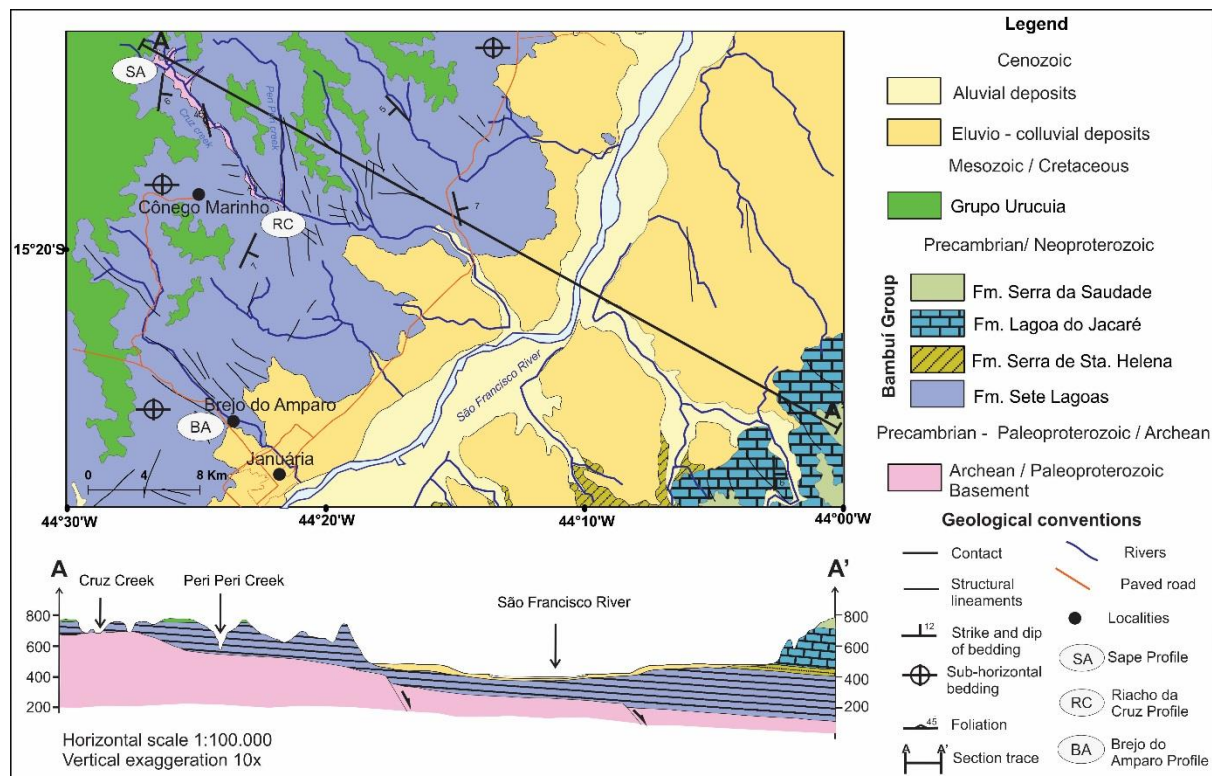 A
SA
6
45
Cruz creek
Peri Peri creek
5
Cônego Marinho
RC
7
15°20'S
São Francisco River
Brejo do Amparo
BA
Januária
A'
0 4 8 Km
44°30'W
44°20'W
44°10'W
44°00'W
A
Cruz Creek
Peri Peri Creek
São Francisco River
A'
800
600
400
200
800
600
400
200
Horizontal scale 1:100.000
Vertical exaggeration 10x
Legend
Cenozoic
Aluvial deposits
Eluvio - colluvial deposits
Mesozoic / Cretaceous
Grupo Urucuia
Precambrian/ Neoproterozoic
Bambuí Group
Fm. Serra da Saudade
Fm. Lagoa do Jacaré
Fm. Serra de Sta. Helena
Fm. Sete Lagoas
Precambrian - Paleoproterozoic / Archean
Archean / Paleoproterozoic
Basement
Geological conventions
Contact
Structural
lineaments
12
Strike and dip
of bedding
Sub-horizontal
bedding
45
Foliation
A A'
Section trace
Rivers
Paved road
Localities
SA
Sape Profile
RC
Riacho da
Cruz Profile
BA
Brejo do
Amparo Profile